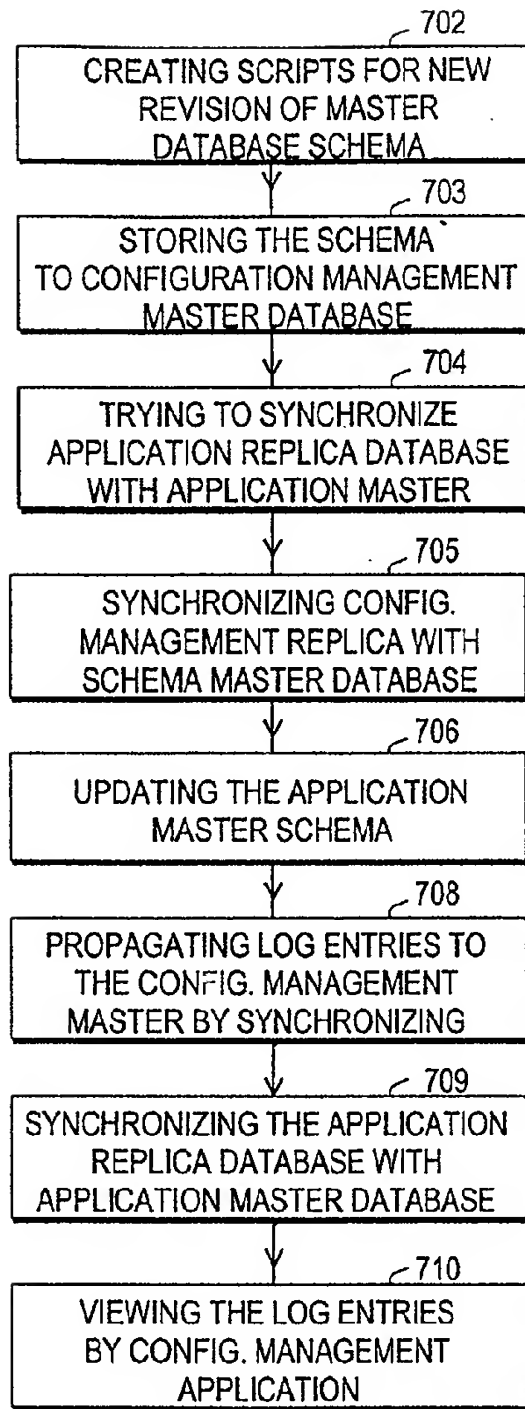 702
CREATING SCRIPTS FOR NEW
REVISION OF MASTER
DATABASE SCHEMA
703
STORING THE SCHEMA
TO CONFIGURATION MANAGEMENT
MASTER DATABASE
704
TRYING TO SYNCHRONIZE
APPLICATION REPLICA DATABASE
WITH APPLICATION MASTER
705
SYNCHRONIZING CONFIG.
MANAGEMENT REPLICA WITH
SCHEMA MASTER DATABASE
706
UPDATING THE APPLICATION
MASTER SCHEMA
708
PROPAGATING LOG ENTRIES TO
THE CONFIG. MANAGEMENT
MASTER BY SYNCHRONIZING
709
SYNCHRONIZING THE APPLICATION
REPLICA DATABASE WITH
APPLICATION MASTER DATABASE
710
VIEWING THE LOG ENTRIES
BY CONFIG. MANAGEMENT
APPLICATION